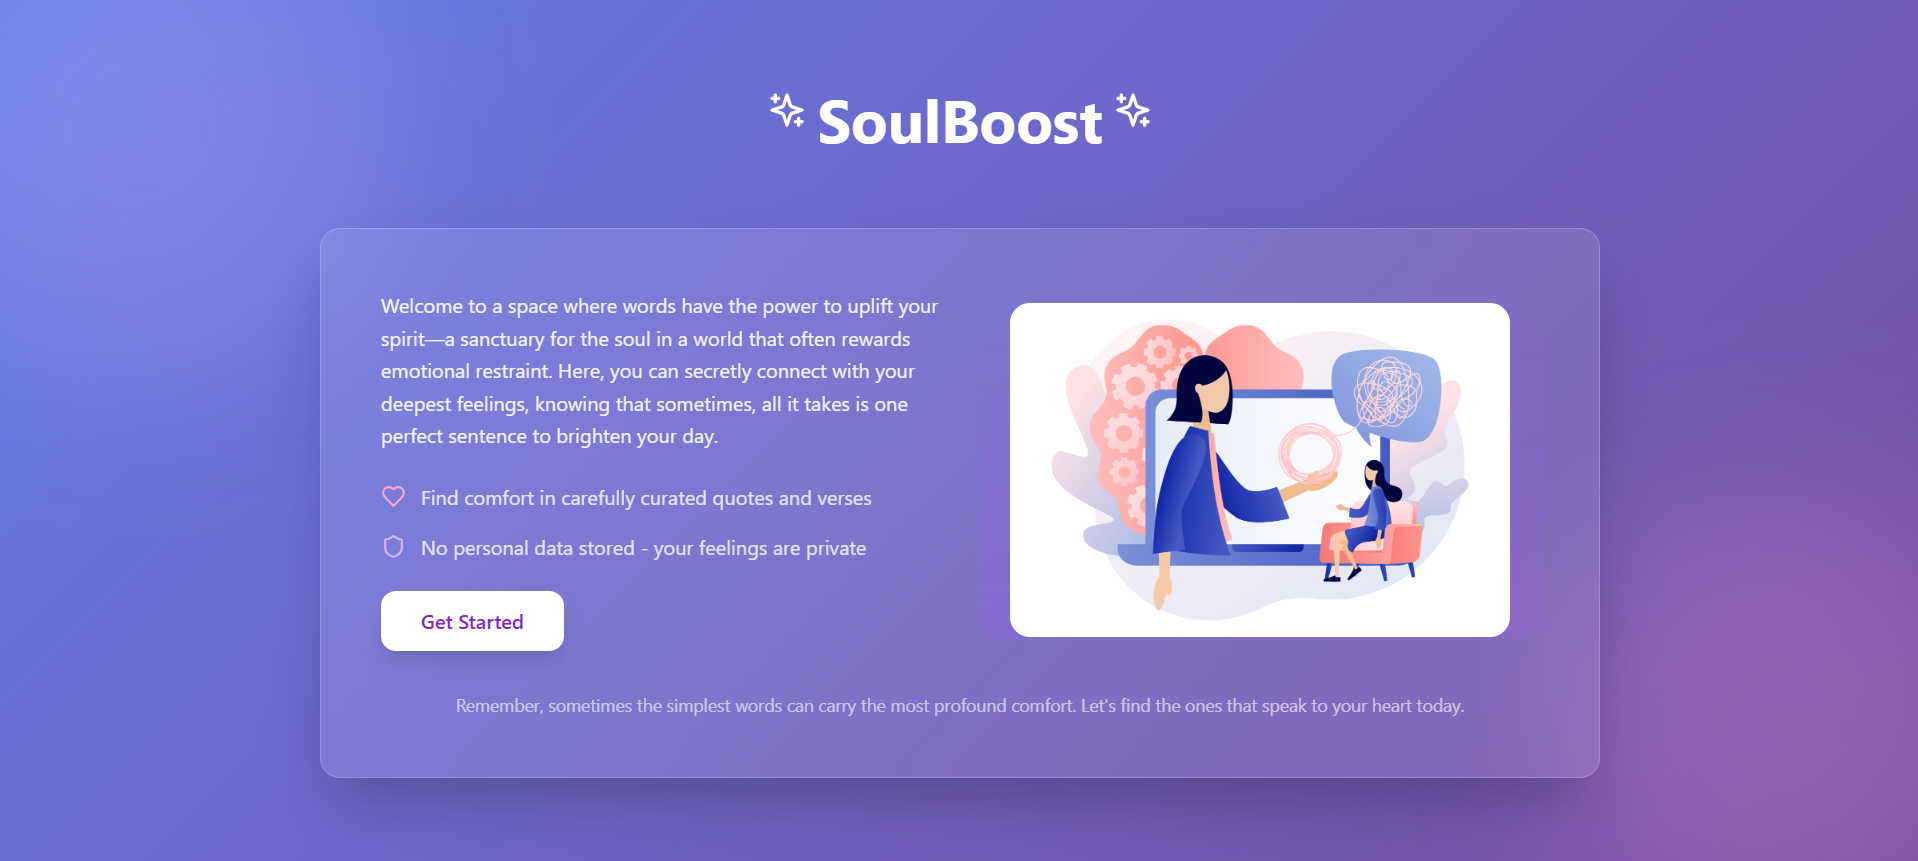 SoulBoost
Welcome to a space where words have the power to uplift your
spirit—a sanctuary for the soul in a world that often rewards
emotional restraint. Here, you can secretly connect with your
deepest feelings, knowing that sometimes, all it takes is one
perfect sentence to brighten your day.
Find comfort in carefully curated quotes and verses
No personal data stored - your feelings are private
Get Started
Remember, sometimes the simplest words can carry the most profound comfort. Let's find the ones that speak to your heart today.